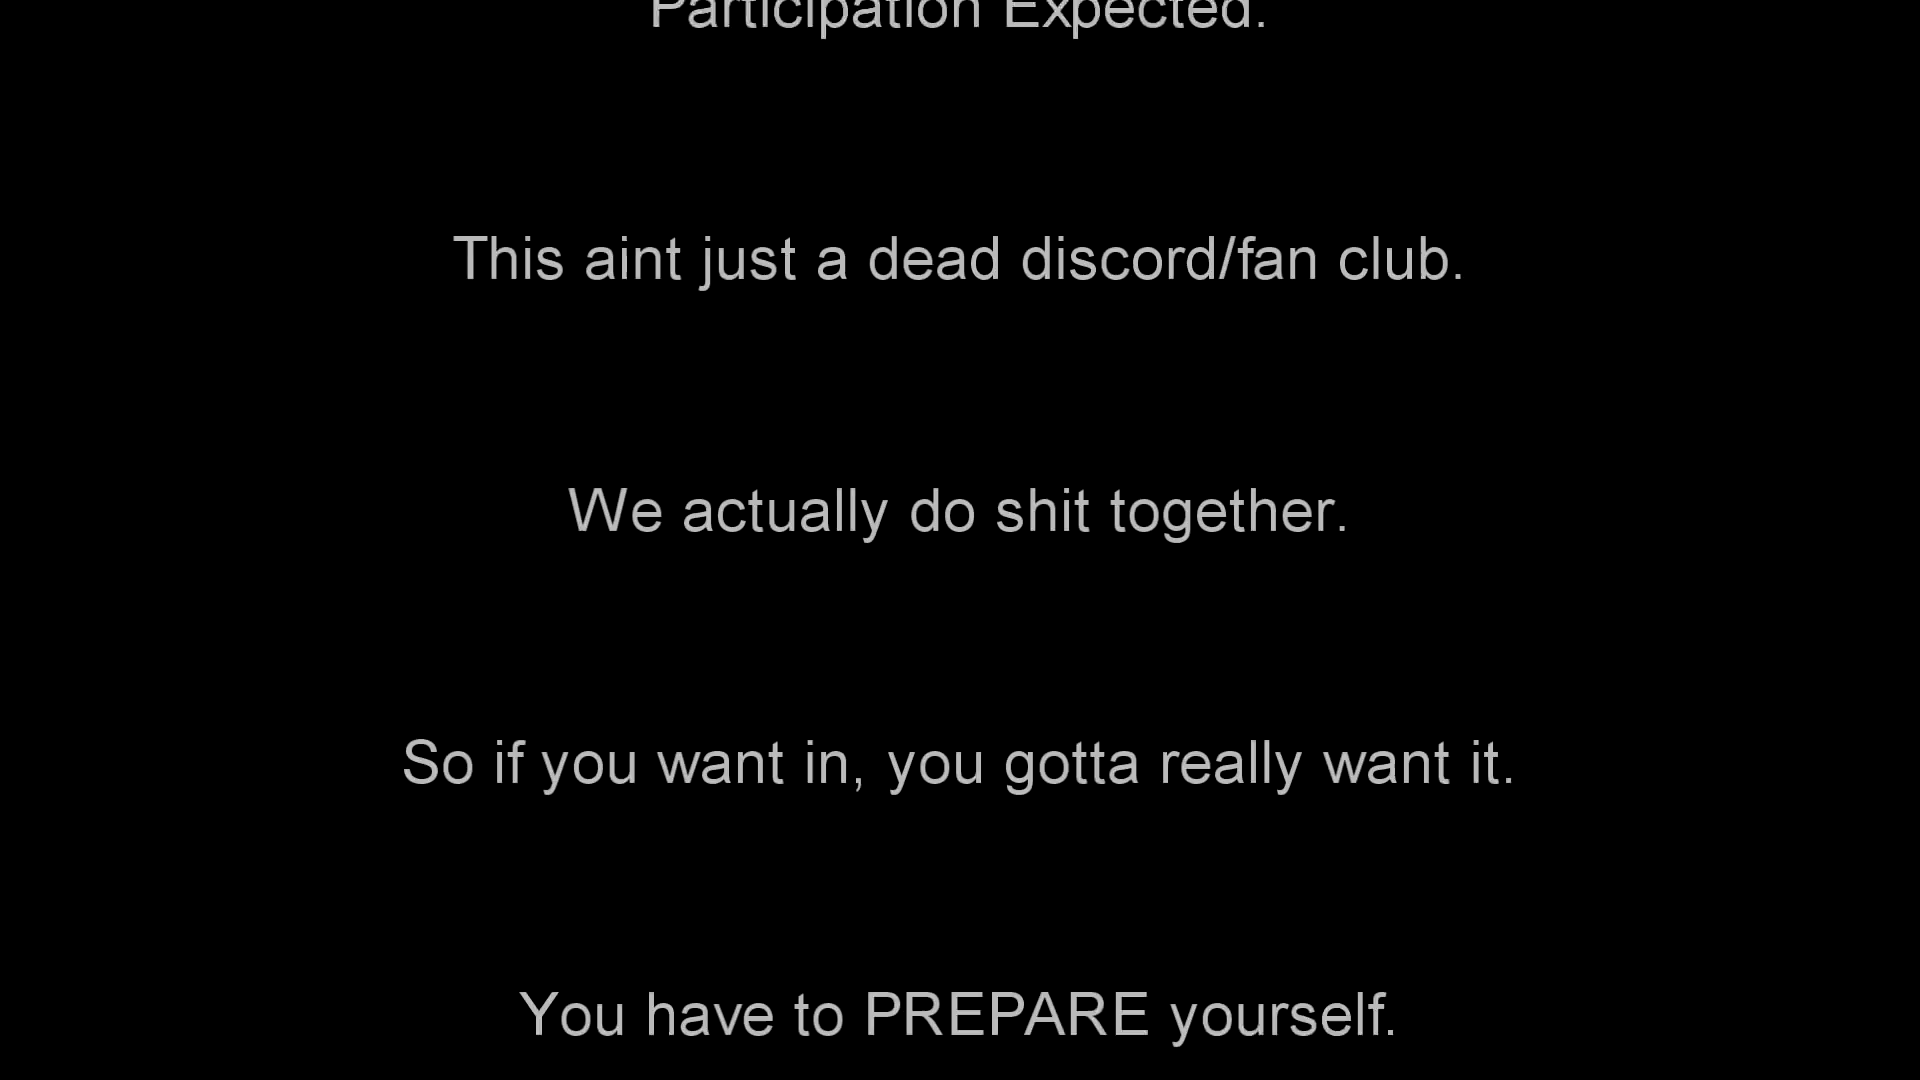 Participation Expected.
This aint just a dead discord/fan club.
We actually do shit together.
So if you want in, you gotta really want it.
You have to PREPARE yourself.